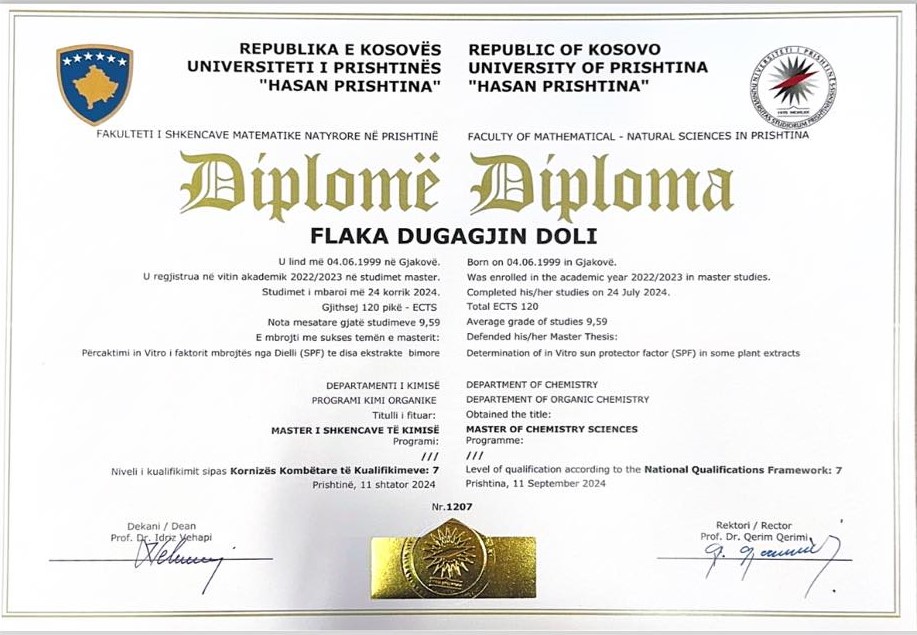 REPUBLIKA E KOSOVËS
UNIVERSITETI I PRISHTINËS
"HASAN PRISHTINA"
REPUBLIC OF KOSOVO
UNIVERSITY OF PRISHTINA
"HASAN PRISHTINA"
FAKULTETI I SHKENCAVE MATEMATIKE NATYRORE NË PRISHTINË
FACULTY OF MATHEMATICAL - NATURAL SCIENCES IN PRISHTINA
Diplomë
Diploma
FLAKA DUGAGJIN DOLI
U lind më 04.06.1999 në Gjakovë.
U regjistrua në vitin akademik 2022/2023 në studimet master.
Studimet i mbaroi më 24 korrik 2024.
Gjithsej 120 pikë - ECTS
Nota mesatare gjatë studimeve 9,59
E mbrojti me sukses temën e masterit:
Përcaktimi in Vitro i faktorit mbrojtës nga Dielli (SPF) te disa ekstrakte bimore
Born on 04.06.1999 in Gjakovë.
Was enrolled in the academic year 2022/2023 in master studies.
Completed his/her studies on 24 July 2024.
Total ECTS 120
Average grade of studies 9,59
Defended his/her Master Thesis:
Determination of in Vitro sun protector factor (SPF) in some plant extracts
DEPARTAMENTI I KIMISË
PROGRAMI KIMI ORGANIKE
Titulli i fituar:
MASTER I SHKENCAVE TË KIMISË
Programi:
///
Niveli i kualifikimit sipas Kornizës Kombëtare të Kualifikimeve: 7
Prishtinë, 11 shtator 2024
DEPARTMENT OF CHEMISTRY
DEPARTEMENT OF ORGANIC CHEMISTRY
Obtained the title:
MASTER OF CHEMISTRY SCIENCES
Programme:
///
Level of qualification according to the National Qualifications Framework: 7
Prishtina, 11 September 2024
Nr.1207
Dekani / Dean
Prof. Dr. Idriz Vehapi
Rektori / Rector
Prof. Dr. Qerim Qerimi